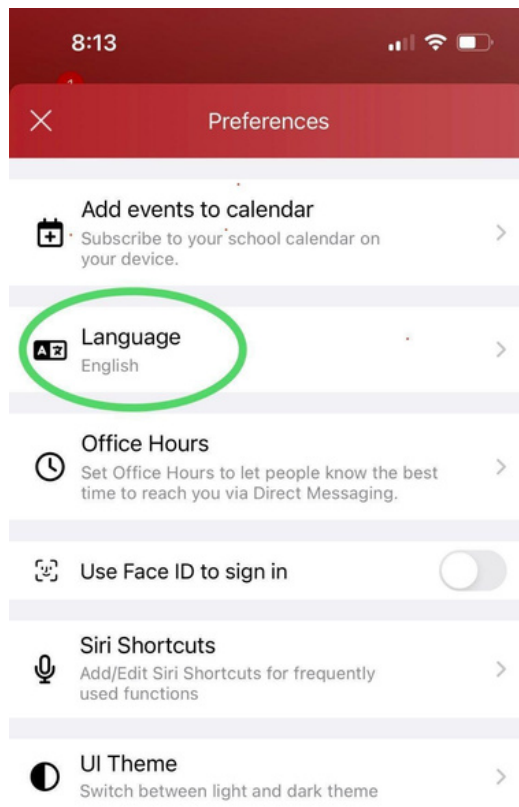 8:13
Preferences
Add events to calendar
Subscribe to your school calendar on
your device.
Language
English
Office Hours
Set Office Hours to let people know the best
time to reach you via Direct Messaging.
Use Face ID to sign in
Siri Shortcuts
Add/Edit Siri Shortcuts for frequently
used functions
UI Theme
Switch between light and dark theme